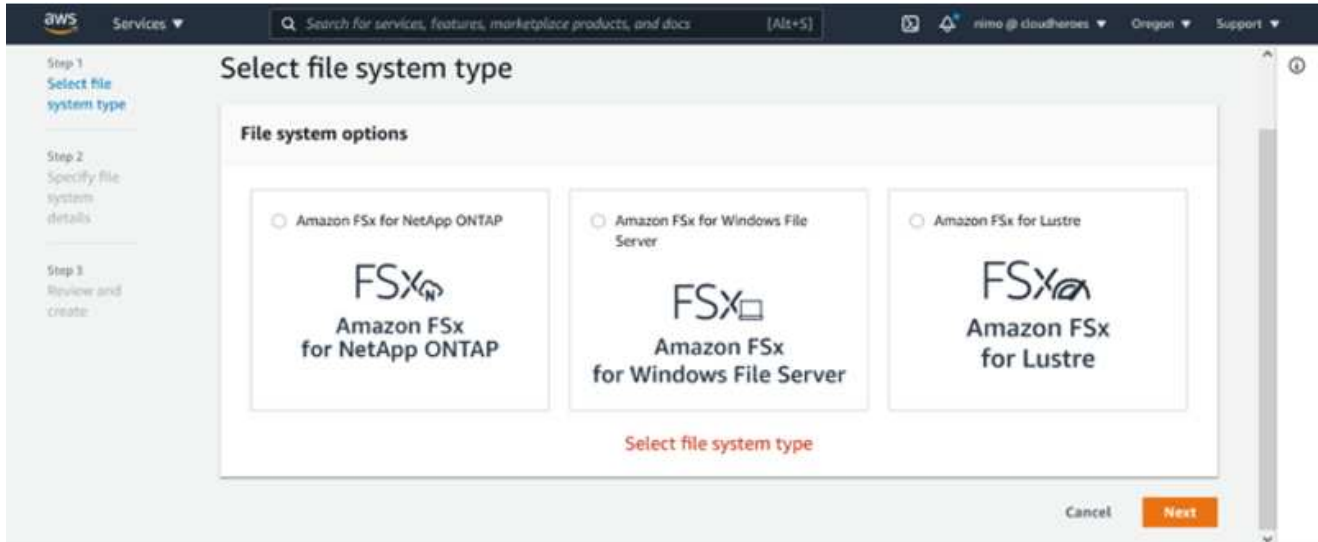 aws
Services ▼
Search for services, features, marketplace products, and docs
[Alt+S]
nimo @ cloudheroes ▼
Oregon ▼
Support ▼
Step 1
Select file
system type
Step 2
Specify file
system
details
Step 3
Review and
create
Select file system type
File system options
Amazon FSx for NetApp ONTAP
FSx N
Amazon FSx
for NetApp ONTAP
Amazon FSx for Windows File
Server
FSx
Amazon FSx
for Windows File Server
Amazon FSx for Lustre
FSx
Amazon FSx
for Lustre
Select file system type
Cancel
Next